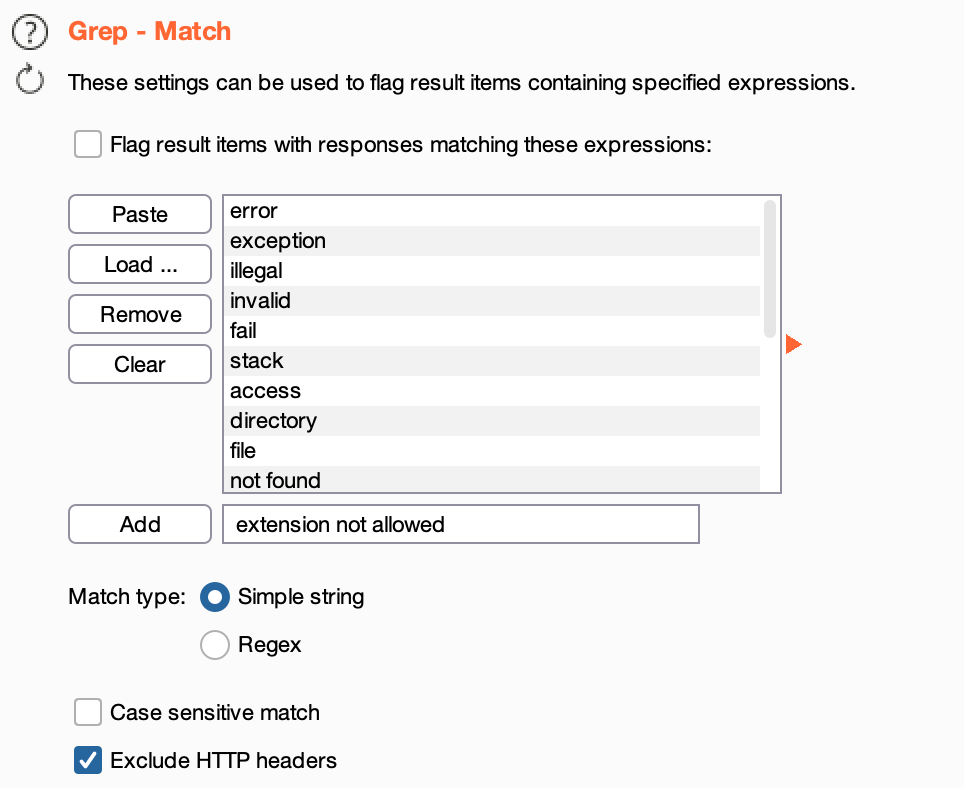 ?
Grep - Match
These settings can be used to flag result items containing specified expressions.
Flag result items with responses matching these expressions:
Paste
Load ...
Remove
Clear
error
exception
illegal
invalid
fail
stack
access
directory
file
not found
Add
extension not allowed
Match type:
Simple string
Regex
Case sensitive match
Exclude HTTP headers